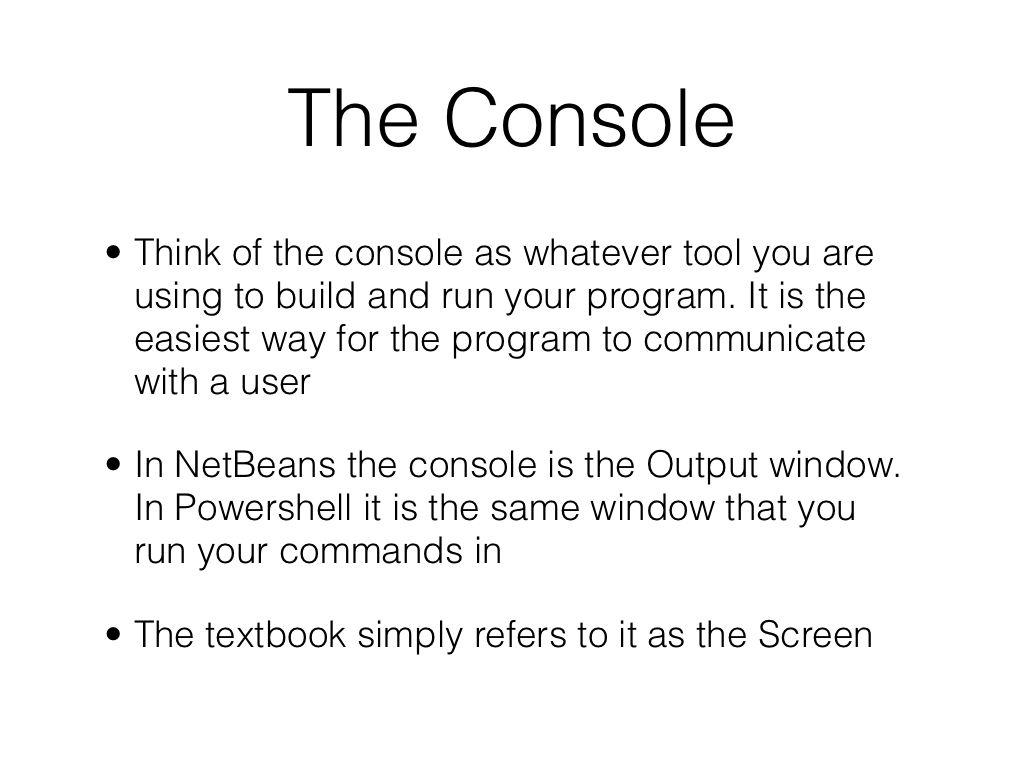 The Console
• Think of the console as whatever tool you are
using to build and run your program. It is the
easiest way for the program to communicate
with a user
• In NetBeans the console is the Output window.
In Powershell it is the same window that you
run your commands in
• The textbook simply refers to it as the Screen